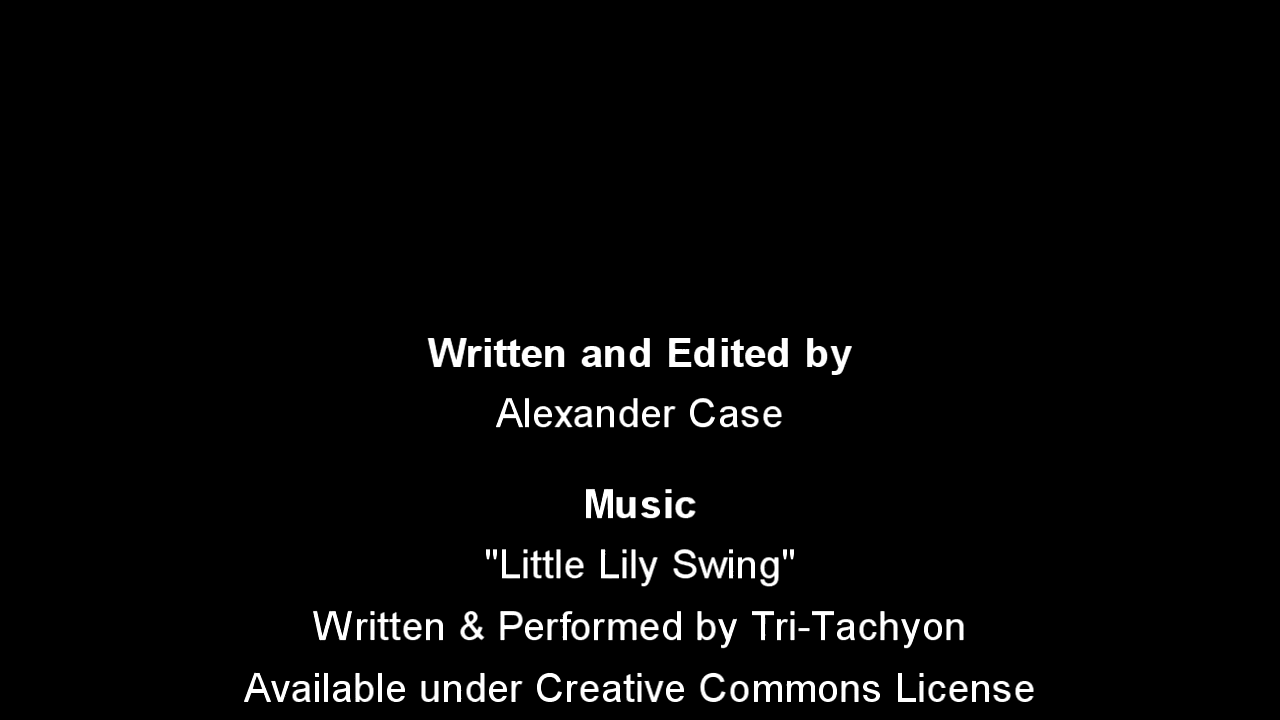 Written and Edited by
Alexander Case
Music
"Little Lily Swing"
Written & Performed by Tri-Tachyon
Available under Creative Commons License